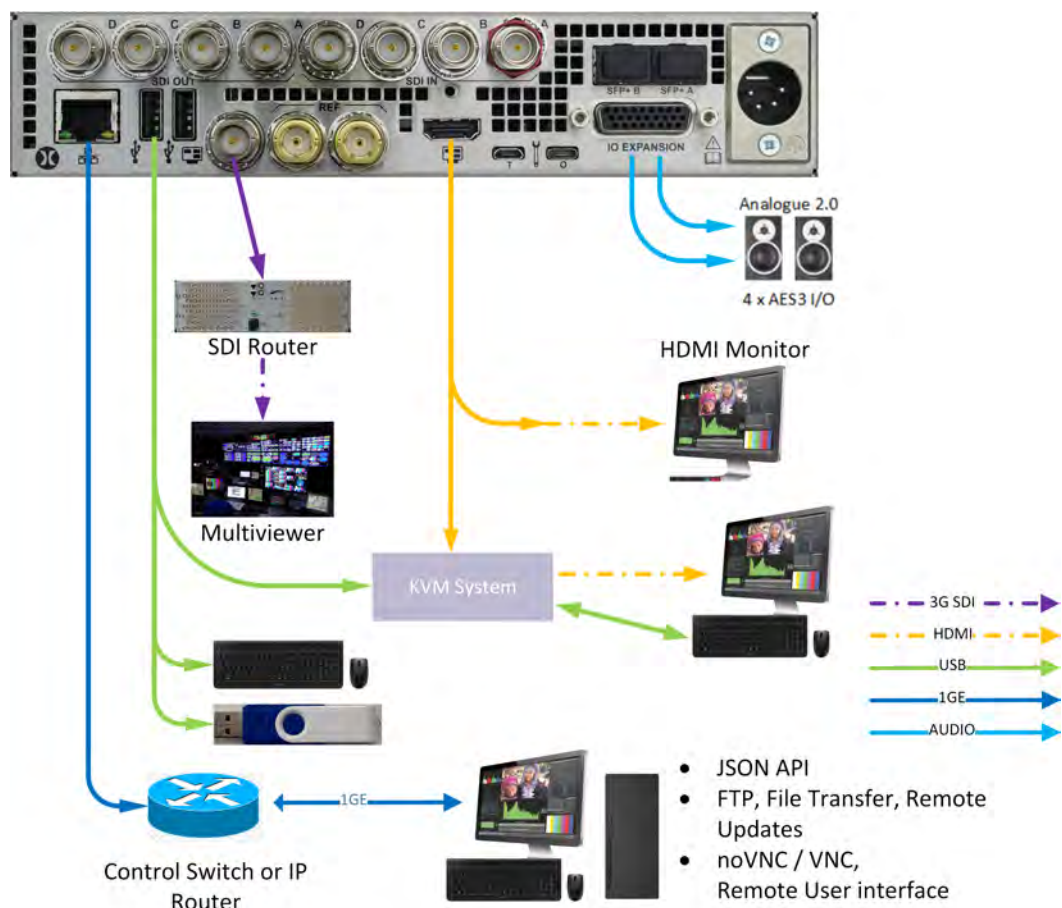 D C B A D C B A
SDI OUT SDI IN
SFP+ B SFP+ A
REF
IO EXPANSION
T O
Analogue 2.0
4 x AES3 I/O
SDI Router
HDMI Monitor
Multiviewer
KVM System
3G SDI
HDMI
USB
1GE
AUDIO
1GE
Control Switch or IP
Router
• JSON API
• FTP, File Transfer, Remote
Updates
• noVNC / VNC,
Remote User interface